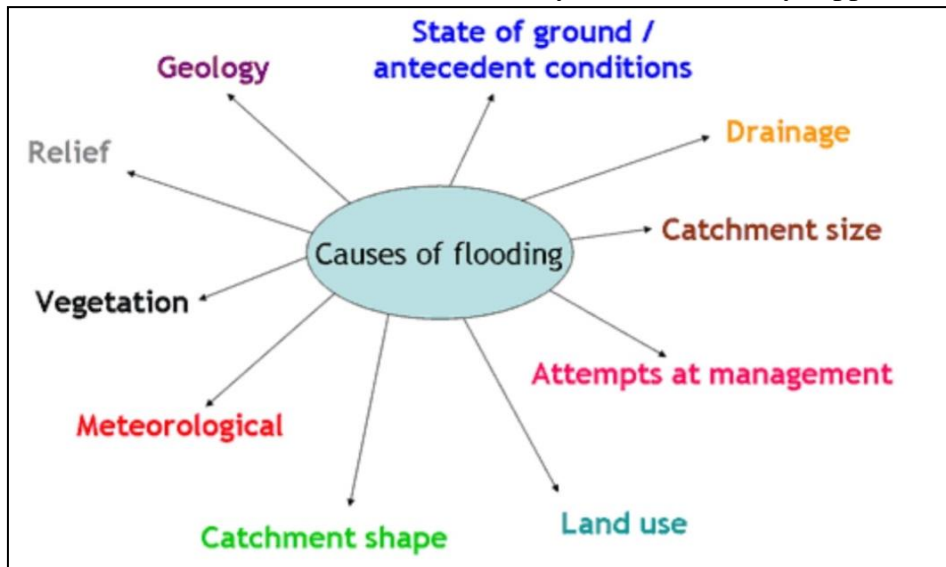 State of ground /
antecedent conditions
Geology
Drainage
Relief
Catchment size
Causes of flooding
Vegetation
Attempts at management
Meteorological
Land use
Catchment shape